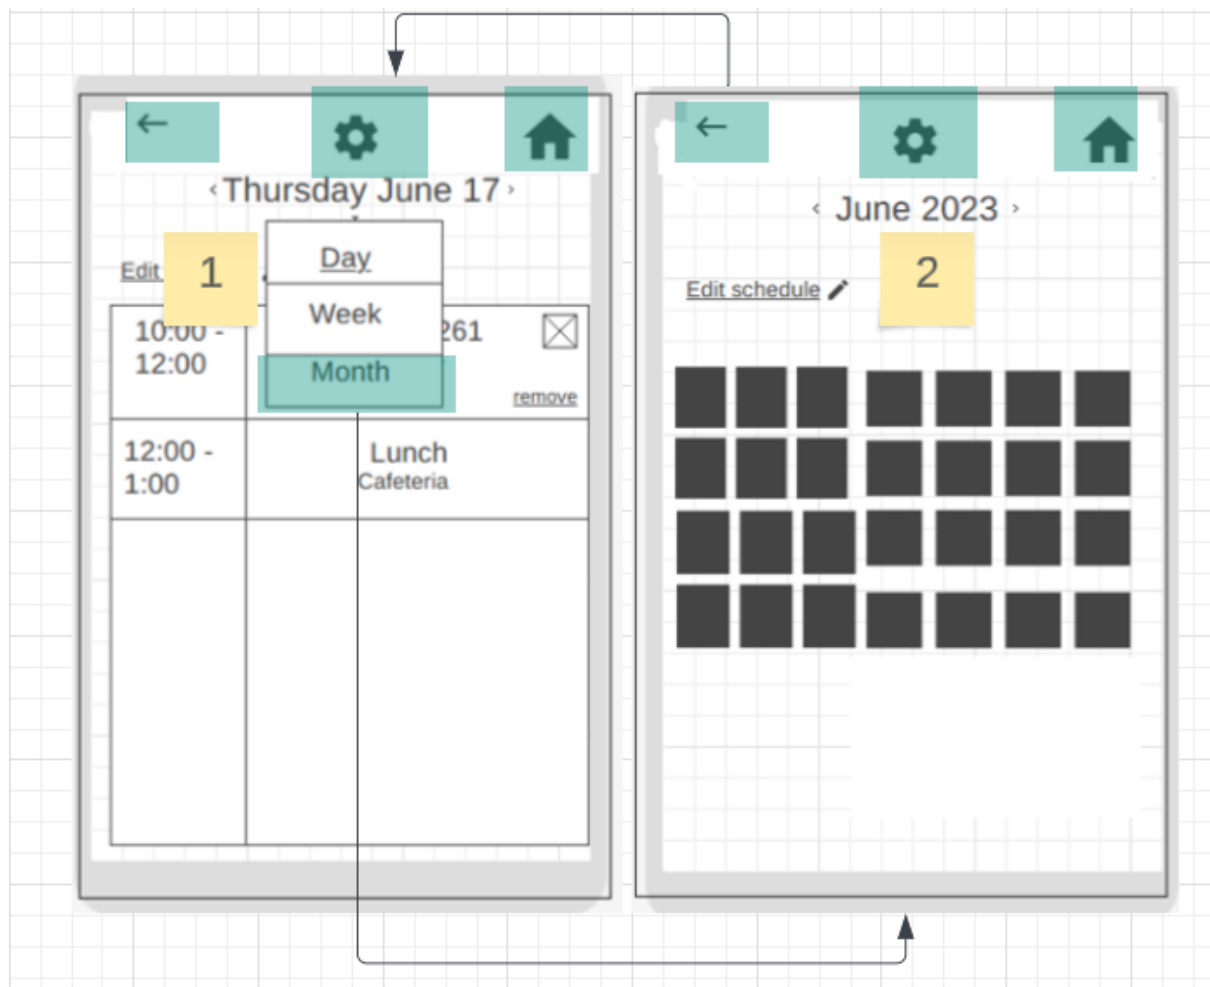 ‹ Thursday June 17 ›
Day
Edit
1
Week
10:00 -
12:00
261
Month
remove
12:00 -
1:00
Lunch
Cafeteria
‹ June 2023 ›
2
Edit schedule